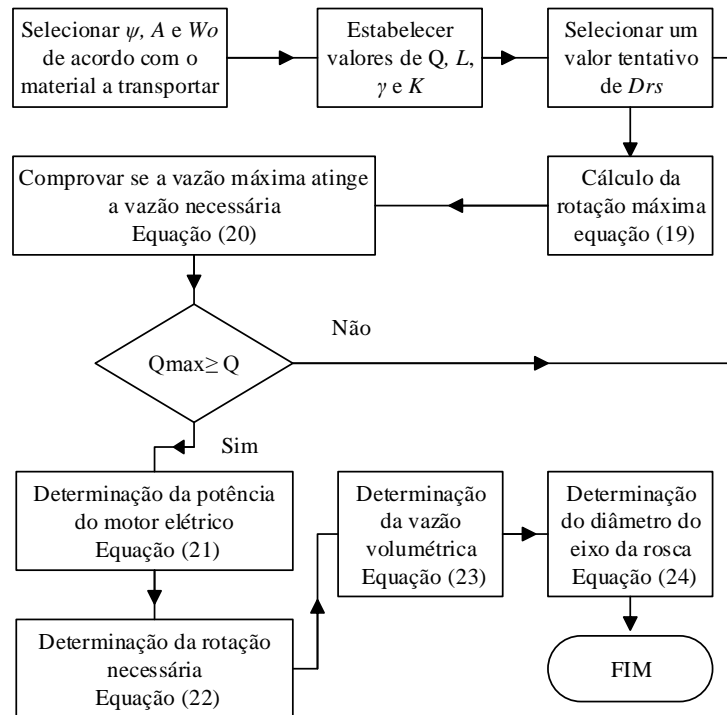 Selecionar ψ, A e Wo
de acordo com o
material a transportar
Estabelecer
valores de Q, L,
γ e K
Selecionar um
valor tentativo
de Drs
Cálculo da
rotação máxima
equação (19)
Comprovar se a vazão máxima atinge
a vazão necessária
Equação (20)
Qmax≥ Q
Não
Sim
Determinação da potência
do motor elétrico
Equação (21)
Determinação da rotação
necessária
Equação (22)
Determinação
da vazão
volumétrica
Equação (23)
Determinação
do diâmetro do
eixo da rosca
Equação (24)
FIM